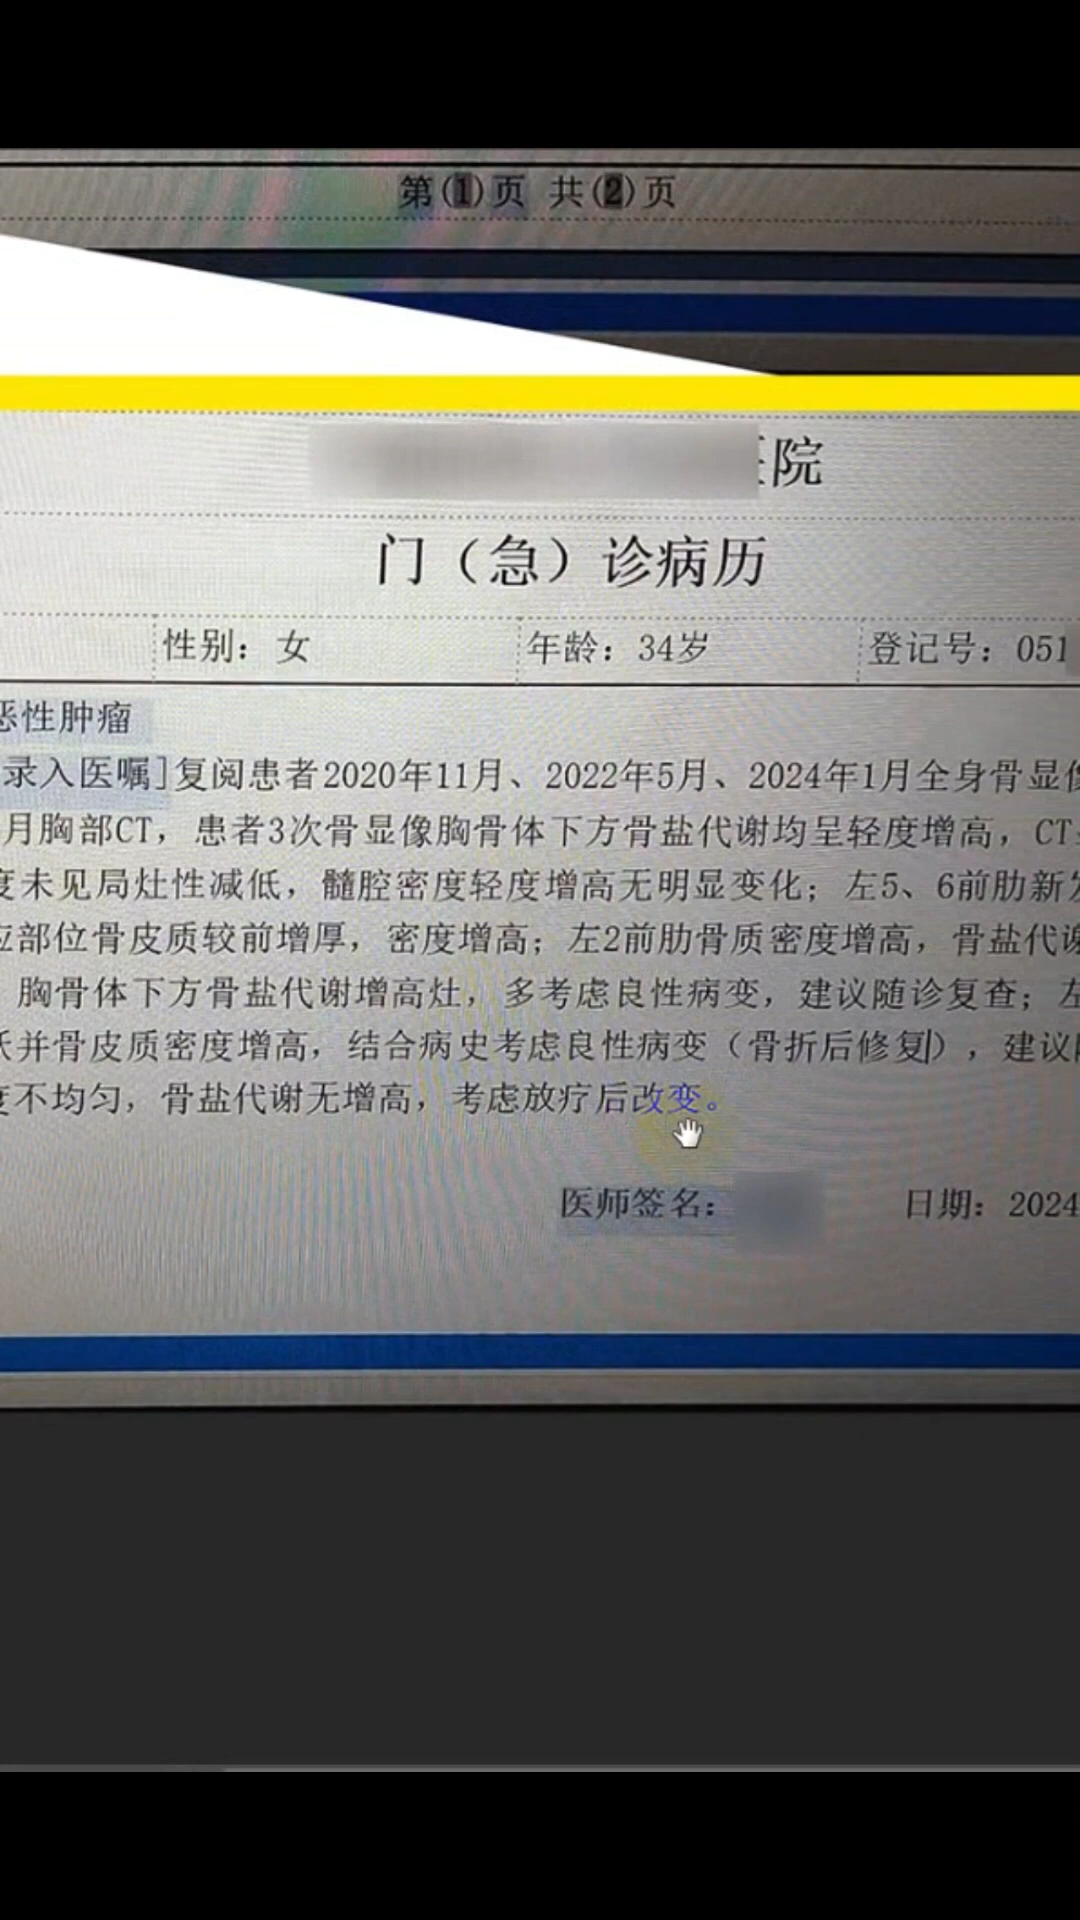 第(1)页 共(2)页
医院
门（急）诊病历
性别：女 年龄：34岁 登记号：051
恶性肿瘤
录入医嘱]复阅患者2020年11月、2022年5月、2024年1月全身骨显像
月胸部CT，患者3次骨显像胸骨体下方骨盐代谢均呈轻度增高，CT
度未见局灶性减低，髓腔密度轻度增高无明显变化；左5、6前肋新发
应部位骨皮质较前增厚，密度增高；左2前肋骨质密度增高，骨盐代谢
胸骨体下方骨盐代谢增高灶，多考虑良性病变，建议随诊复查；左
跃并骨皮质密度增高，结合病史考虑良性病变（骨折后修复），建议
度不均匀，骨盐代谢无增高，考虑放疗后改变。
医师签名： 日期：2024